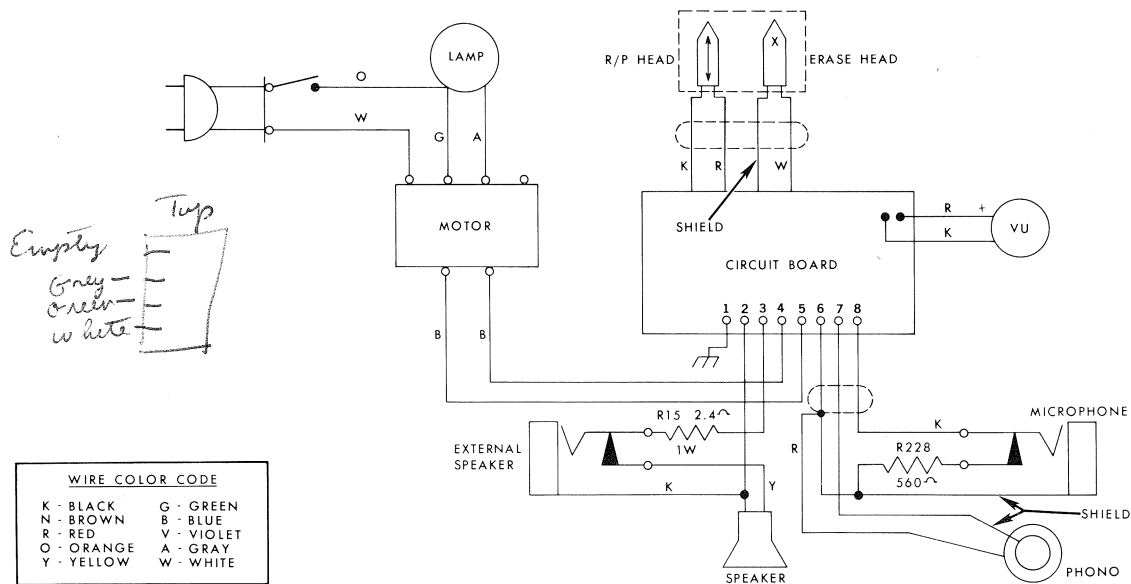 LAMP
R/P HEAD
ERASE HEAD
X
O
W
G
A
K
R
W
MOTOR
SHIELD
R
+
K
VU
CIRCUIT BOARD
1 2 3 4 5 6 7 8
Top
Empty
Grey
Green
White
B
B
R15 2.4
1W
EXTERNAL
SPEAKER
K
Y
SPEAKER
R
K
R228
560
MICROPHONE
SHIELD
PHONO
WIRE COLOR CODE
K - BLACK G - GREEN
N - BROWN B - BLUE
R - RED V - VIOLET
O - ORANGE A - GRAY
Y - YELLOW W - WHITE